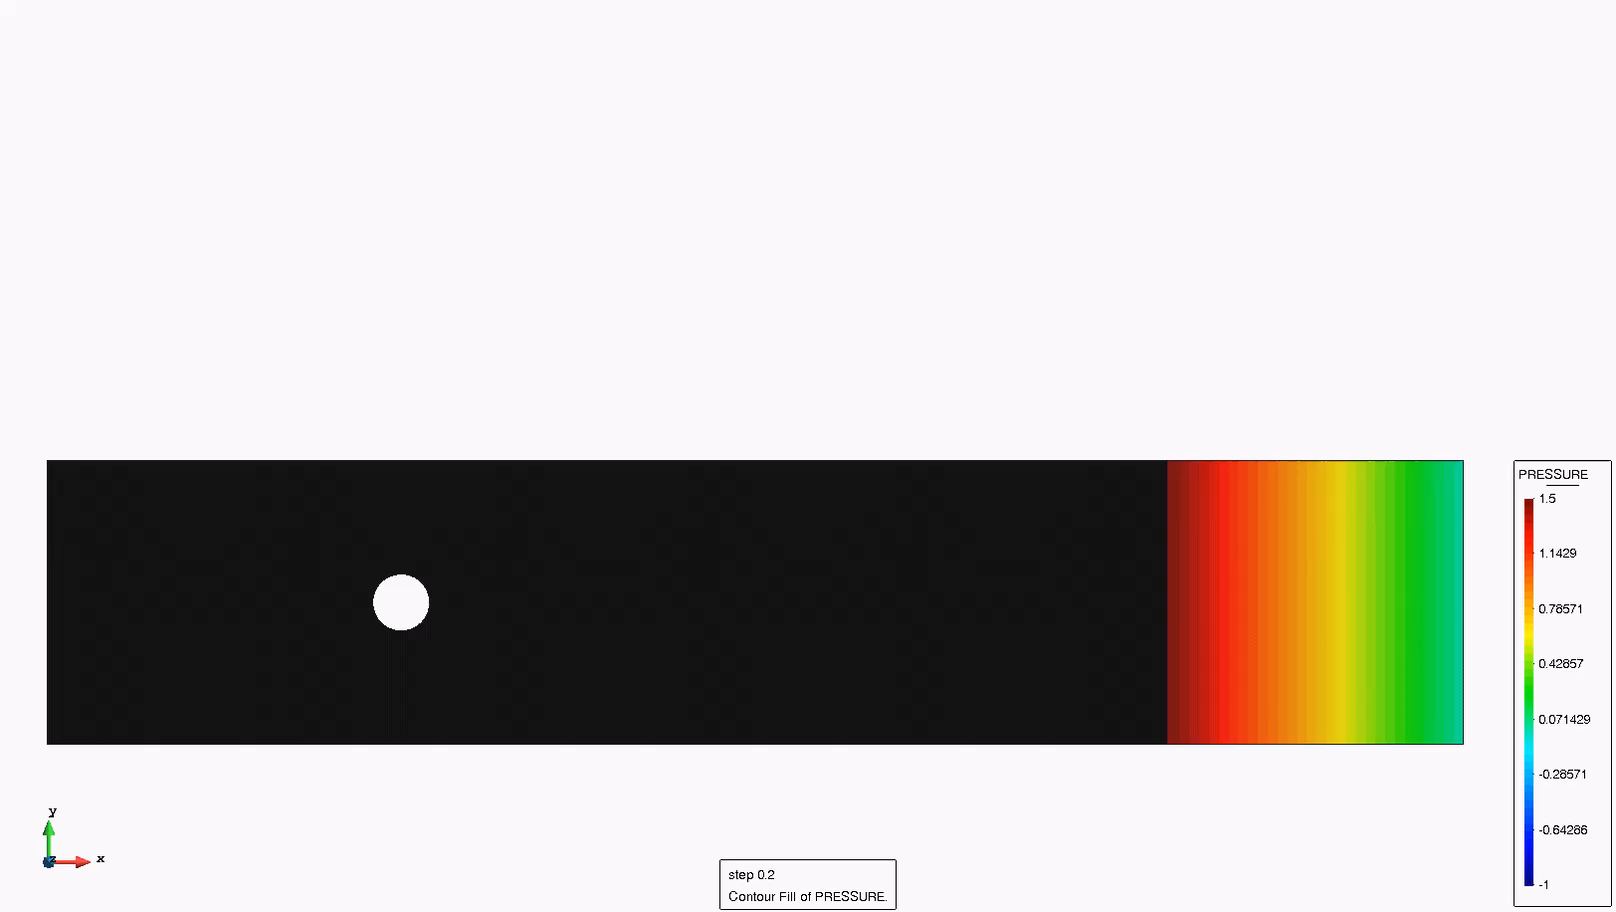 PRESSURE
1.5
1.1429
0.78571
0.42857
0.071429
-0.28571
-0.64286
-1
y
z
x
step 0.2
Contour Fill of PRESSURE.